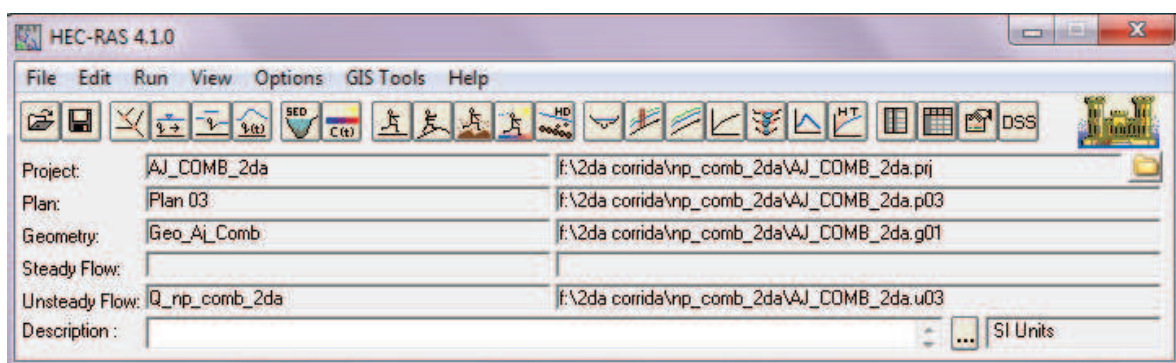 HEC-RAS 4.1.0
File Edit Run View Options GIS Tools Help
SED C(t) HD HT DSS
Project: AJ_COMB_2da f:\2da corrida\np_comb_2da\AJ_COMB_2da.prj
Plan: Plan 03 f:\2da corrida\np_comb_2da\AJ_COMB_2da.p03
Geometry: Geo_Aj_Comb f:\2da corrida\np_comb_2da\AJ_COMB_2da.g01
Steady Flow:
Unsteady Flow: Q_np_comb_2da f:\2da corrida\np_comb_2da\AJ_COMB_2da.u03
Description : ... SI Units